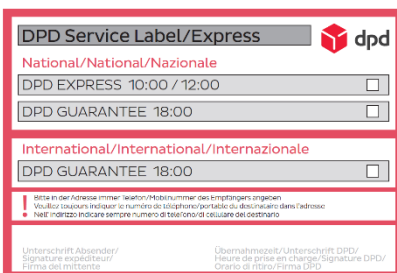 DPD Service Label/Express
dpd
National/National/Nazionale
DPD EXPRESS 10:00 / 12:00
DPD GUARANTEE 18:00
International/International/Internazionale
DPD GUARANTEE 18:00
! Bitte in der Adresse immer Telefon/Mobilnummer des Empfängers angeben
Veuillez toujours indiquer le numéro de téléphone/portable du destinataire dans l'adresse
Nell' indirizzo indicare sempre numero di telefono/di cellulare del destinario
Unterschrift Absender/
Signature expéditeur/
Firma del mittente
Übernahmezeit/Unterschrift DPD/
Heure de prise en charge/Signature DPD/
Orario di ritiro/Firma DPD